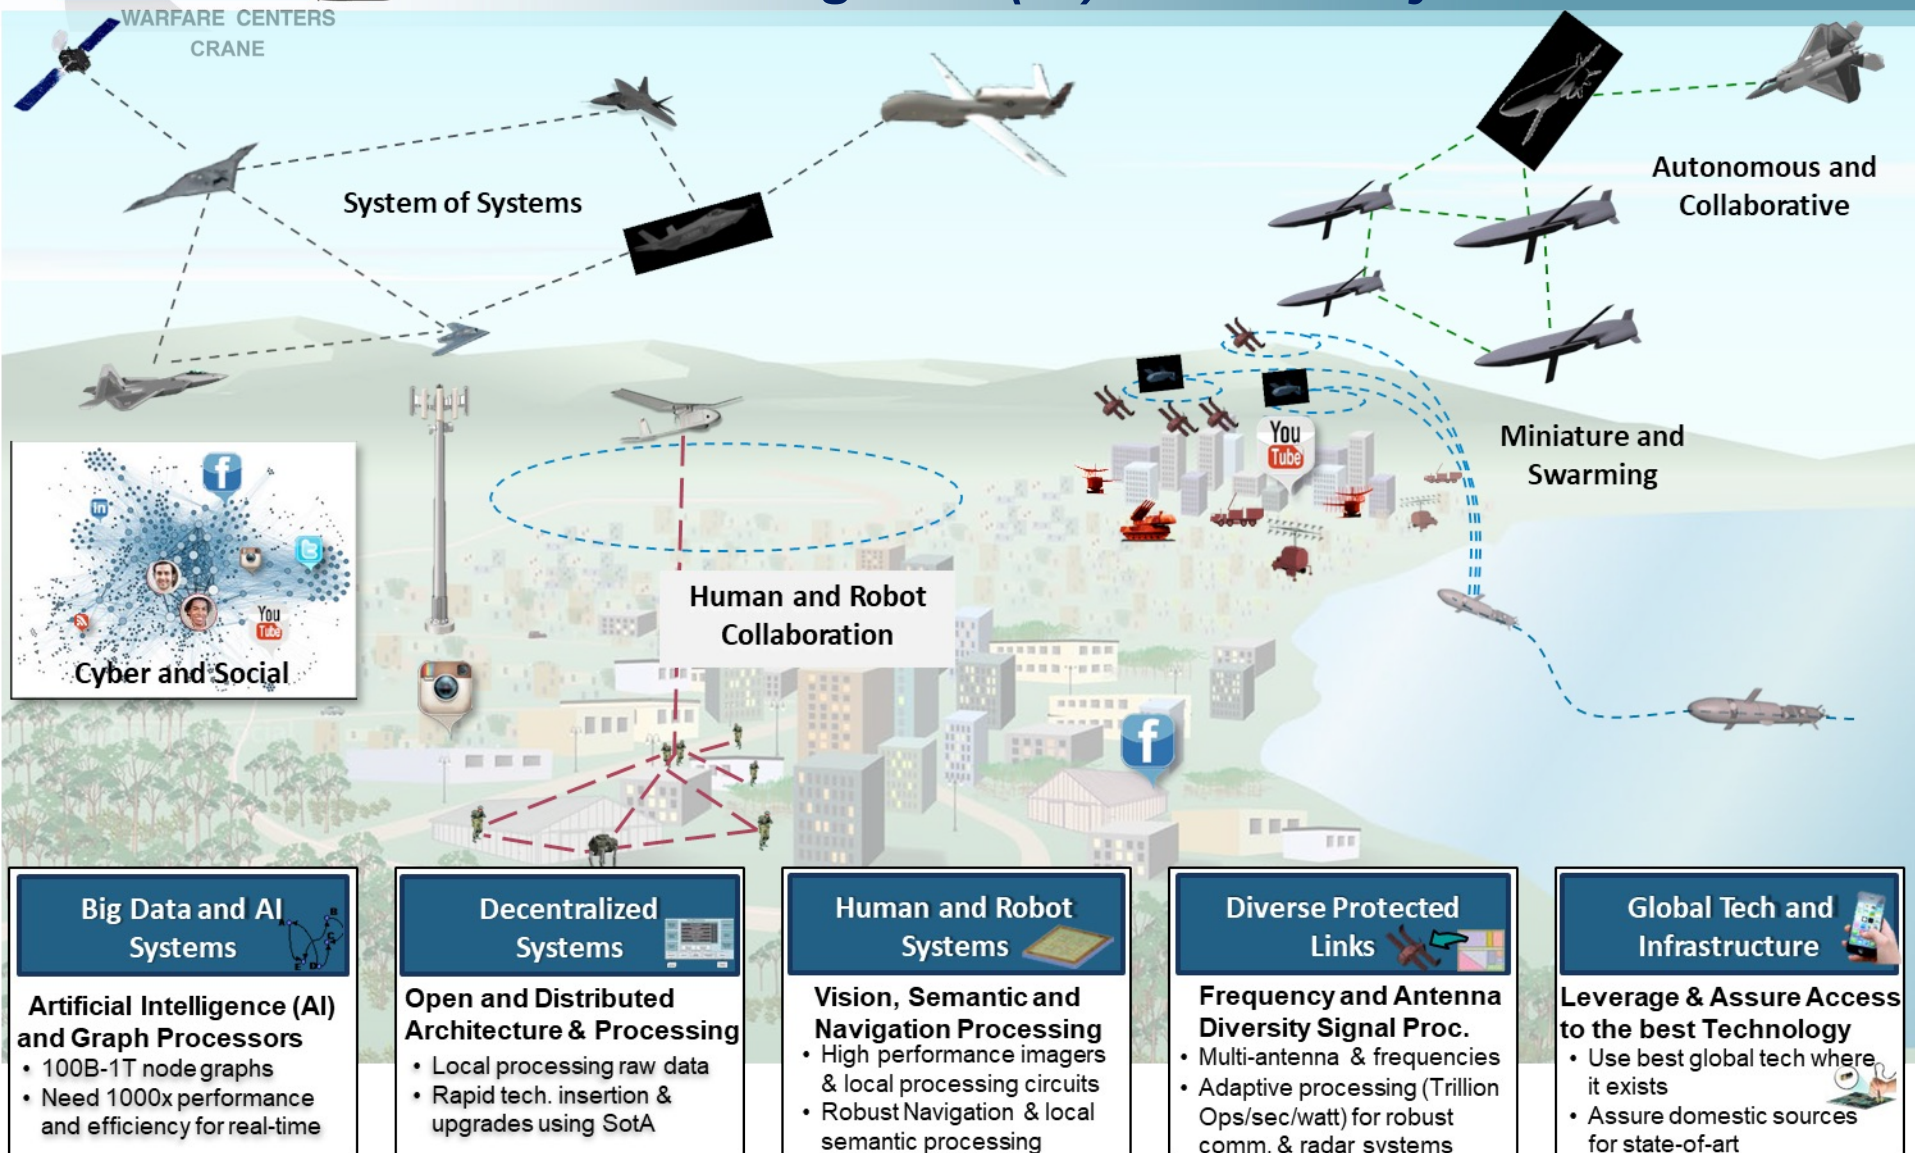 WARFARE CENTERS
CRANE
System of Systems
Autonomous and
Collaborative
You
Tube
Miniature and
Swarming
f
in
You
Tube
Cyber and Social
Human and Robot
Collaboration
f
Big Data and AI
Systems
Artificial Intelligence (AI)
and Graph Processors
• 100B-1T node graphs
• Need 1000x performance
and efficiency for real-time
Decentralized
Systems
Open and Distributed
Architecture & Processing
• Local processing raw data
• Rapid tech. insertion &
upgrades using SotA
Human and Robot
Systems
Vision, Semantic and
Navigation Processing
• High performance imagers
& local processing circuits
• Robust Navigation & local
semantic processing
Diverse Protected
Links
Frequency and Antenna
Diversity Signal Proc.
• Multi-antenna & frequencies
• Adaptive processing (Trillion
Ops/sec/watt) for robust
comm. & radar systems
Global Tech and
Infrastructure
Leverage & Assure Access
to the best Technology
• Use best global tech where
it exists
• Assure domestic sources
for state-of-art